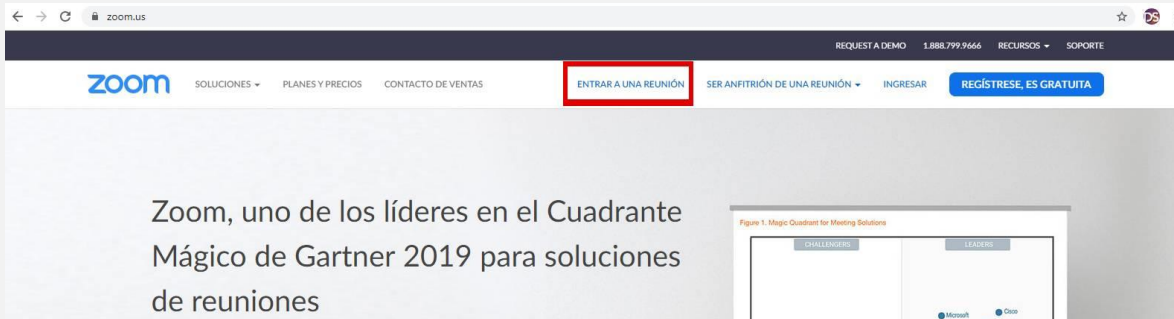 zoom.us
DS
REQUEST A DEMO 1.888.799.9666 RECURSOS SOPORTE
zoom SOLUCIONES PLANES Y PRECIOS CONTACTO DE VENTAS ENTRAR A UNA REUNIÓN SER ANFITRIÓN DE UNA REUNIÓN INGRESAR REGÍSTRESE, ES GRATUITA
Zoom, uno de los líderes en el Cuadrante
Mágico de Gartner 2019 para soluciones
de reuniones
Figure 1. Magic Quadrant for Meeting Solutions
CHALLENGERS LEADERS
Microsoft Cisco